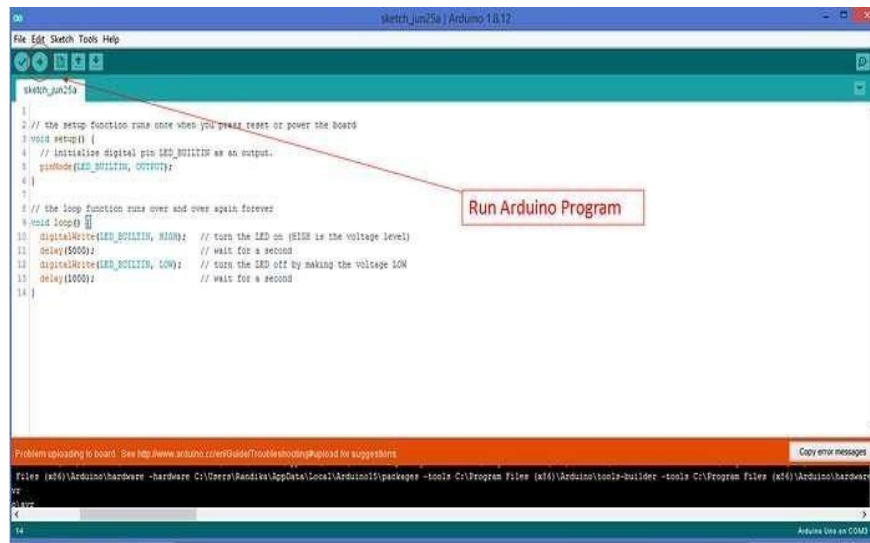 sketch_jun25a | Arduino 1.8.12
File Edit Sketch Tools Help
sketch_jun25a
1
2 // the setup function runs once when you press reset or power the board
3 void setup() {
4 // initialize digital pin LED_BUILTIN as an output.
5 pinMode(LED_BUILTIN, OUTPUT);
6 }
7
8 // the loop function runs over and over again forever
9 void loop() {
10 digitalWrite(LED_BUILTIN, HIGH); // turn the LED on (HIGH is the voltage level)
11 delay(5000); // wait for a second
12 digitalWrite(LED_BUILTIN, LOW); // turn the LED off by making the voltage LOW
13 delay(1000); // wait for a second
14 }
Run Arduino Program
Problem uploading to board. See http://www.arduino.cc/en/Guide/Troubleshooting#upload for suggestions.
Copy error messages
Files (x86)\Arduino\hardware -hardware C:\Users\Randika\AppData\Local\Arduino15\packages -tools C:\Program Files (x86)\Arduino\tools-builder -tools C:\Program Files (x86)\Arduino\hardware
vr
14
Arduino Uno on COM3